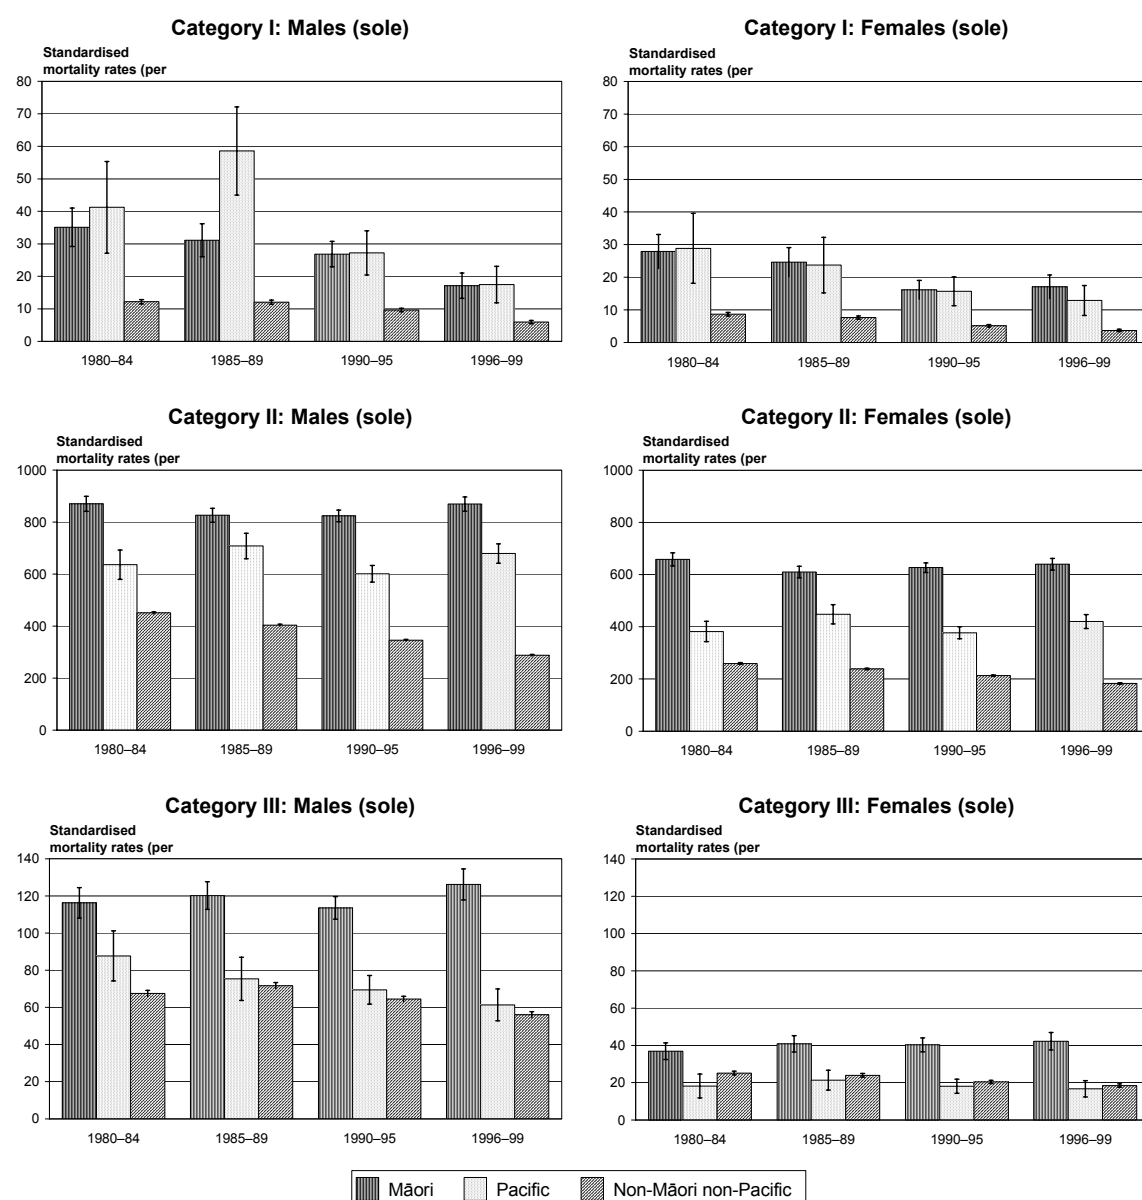 Category I: Males (sole)
Standardised
mortality rates (per
80
70
60
50
40
30
20
10
0
1980–84 1985–89 1990–95 1996–99
Category I: Females (sole)
Standardised
mortality rates (per
80
70
60
50
40
30
20
10
0
1980–84 1985–89 1990–95 1996–99
Category II: Males (sole)
Standardised
mortality rates (per
1000
800
600
400
200
0
1980–84 1985–89 1990–95 1996–99
Category II: Females (sole)
Standardised
mortality rates (per
1000
800
600
400
200
0
1980–84 1985–89 1990–95 1996–99
Category III: Males (sole)
Standardised
mortality rates (per
140
120
100
80
60
40
20
0
1980–84 1985–89 1990–95 1996–99
Category III: Females (sole)
Standardised
mortality rates (per
140
120
100
80
60
40
20
0
1980–84 1985–89 1990–95 1996–99
Māori Pacific Non-Māori non-Pacific